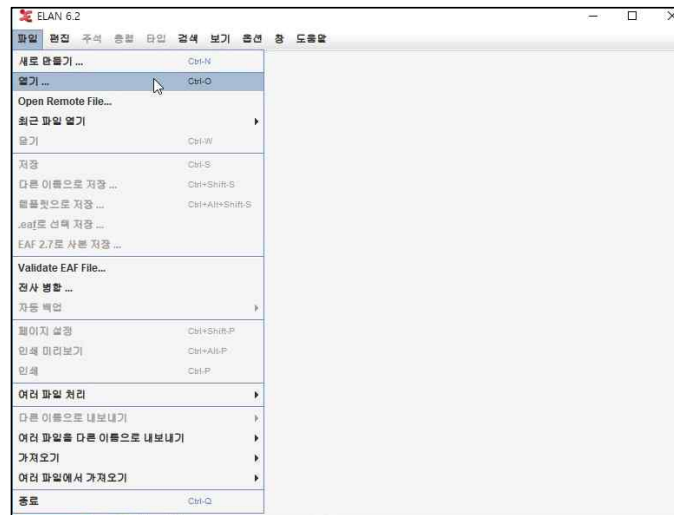 ELAN 6.2
파일 편집 주석 층렬 타입 검색 보기 옵션 창 도움말
새로 만들기 ... Ctrl-N
열기 ... Ctrl-O
Open Remote File...
최근 파일 열기
닫기 Ctrl-W
저장 Ctrl-S
다른 이름으로 저장 ... Ctrl+Shift-S
템플릿으로 저장 ... Ctrl+Alt+Shift-S
.eaf로 선택 저장 ...
EAF 2.7로 사본 저장 ...
Validate EAF File...
전사 병합 ...
자동 백업
페이지 설정 Ctrl+Shift-P
인쇄 미리보기 Ctrl+Alt-P
인쇄 Ctrl-P
여러 파일 처리
다른 이름으로 내보내기
여러 파일을 다른 이름으로 내보내기
가져오기
여러 파일에서 가져오기
종료 Ctrl-Q